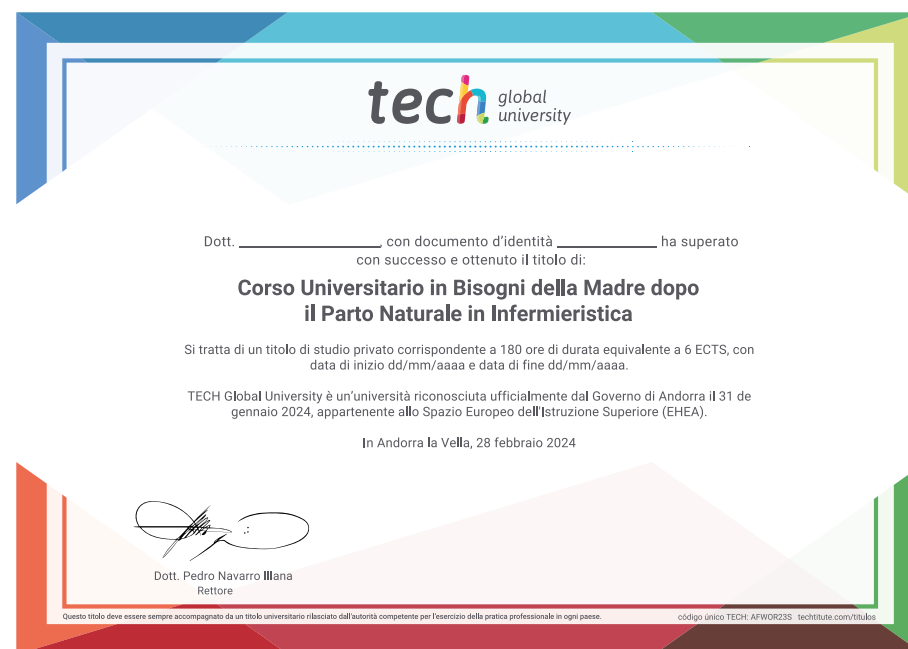 tech global university
Dott. ____________________, con documento d'identità ______________ ha superato
con successo e ottenuto il titolo di:
Corso Universitario in Bisogni della Madre dopo
il Parto Naturale in Infermieristica
Si tratta di un titolo di studio privato corrispondente a 180 ore di durata equivalente a 6 ECTS, con
data di inizio dd/mm/aaaa e data di fine dd/mm/aaaa.
TECH Global University è un'università riconosciuta ufficialmente dal Governo di Andorra il 31 de
gennaio 2024, appartenente allo Spazio Europeo dell'Istruzione Superiore (EHEA).
In Andorra la Vella, 28 febbraio 2024
Dott. Pedro Navarro Illana
Rettore
Questo titolo deve essere sempre accompagnato da un titolo universitario rilasciato dall'autorità competente per l'esercizio della pratica professionale in ogni paese.
código único TECH: AFWOR23S techtitute.com/titulos